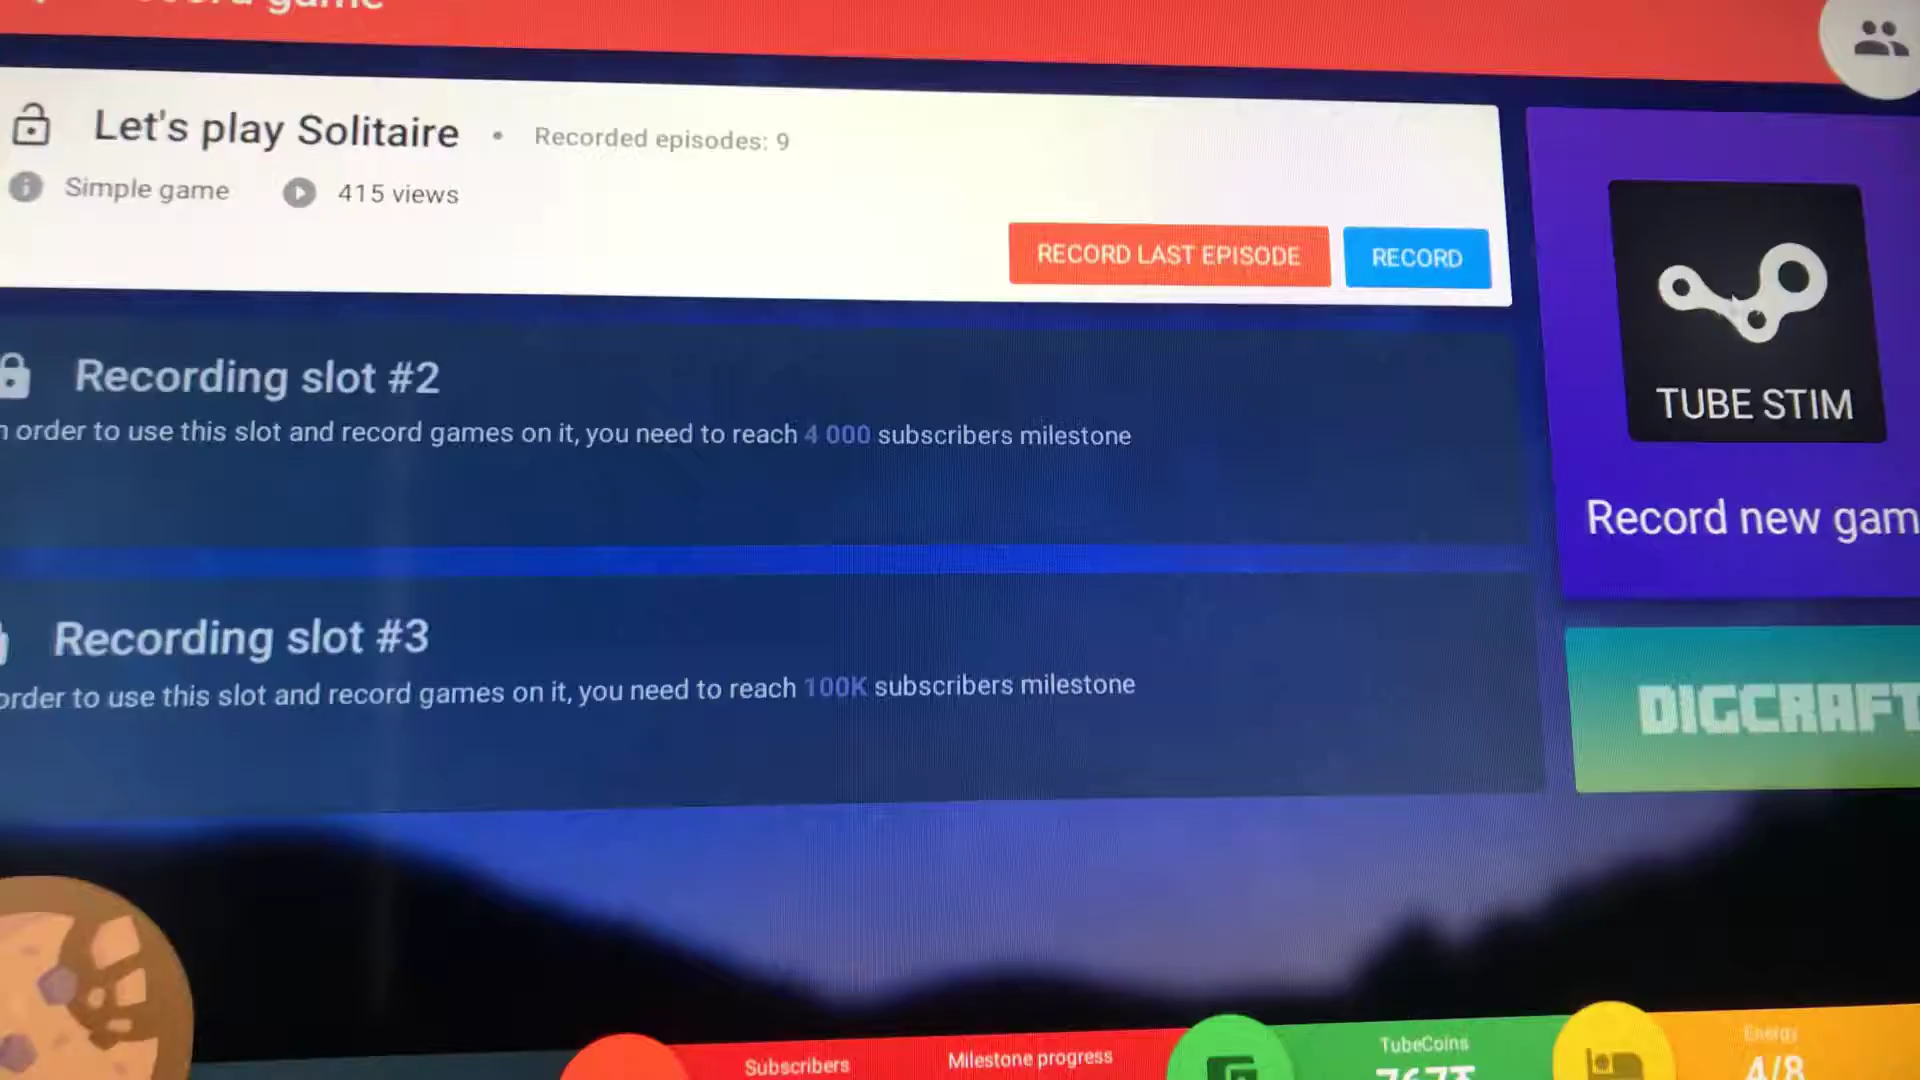 Let's play Solitaire • Recorded episodes: 9
Simple game 415 views
RECORD LAST EPISODE RECORD
TUBE STIM
Record new gam
Recording slot #2
n order to use this slot and record games on it, you need to reach 4 000 subscribers milestone
Recording slot #3
order to use this slot and record games on it, you need to reach 100K subscribers milestone
DIGCRAFT
Subscribers
Milestone progress
TubeCoins
Energy
4/8